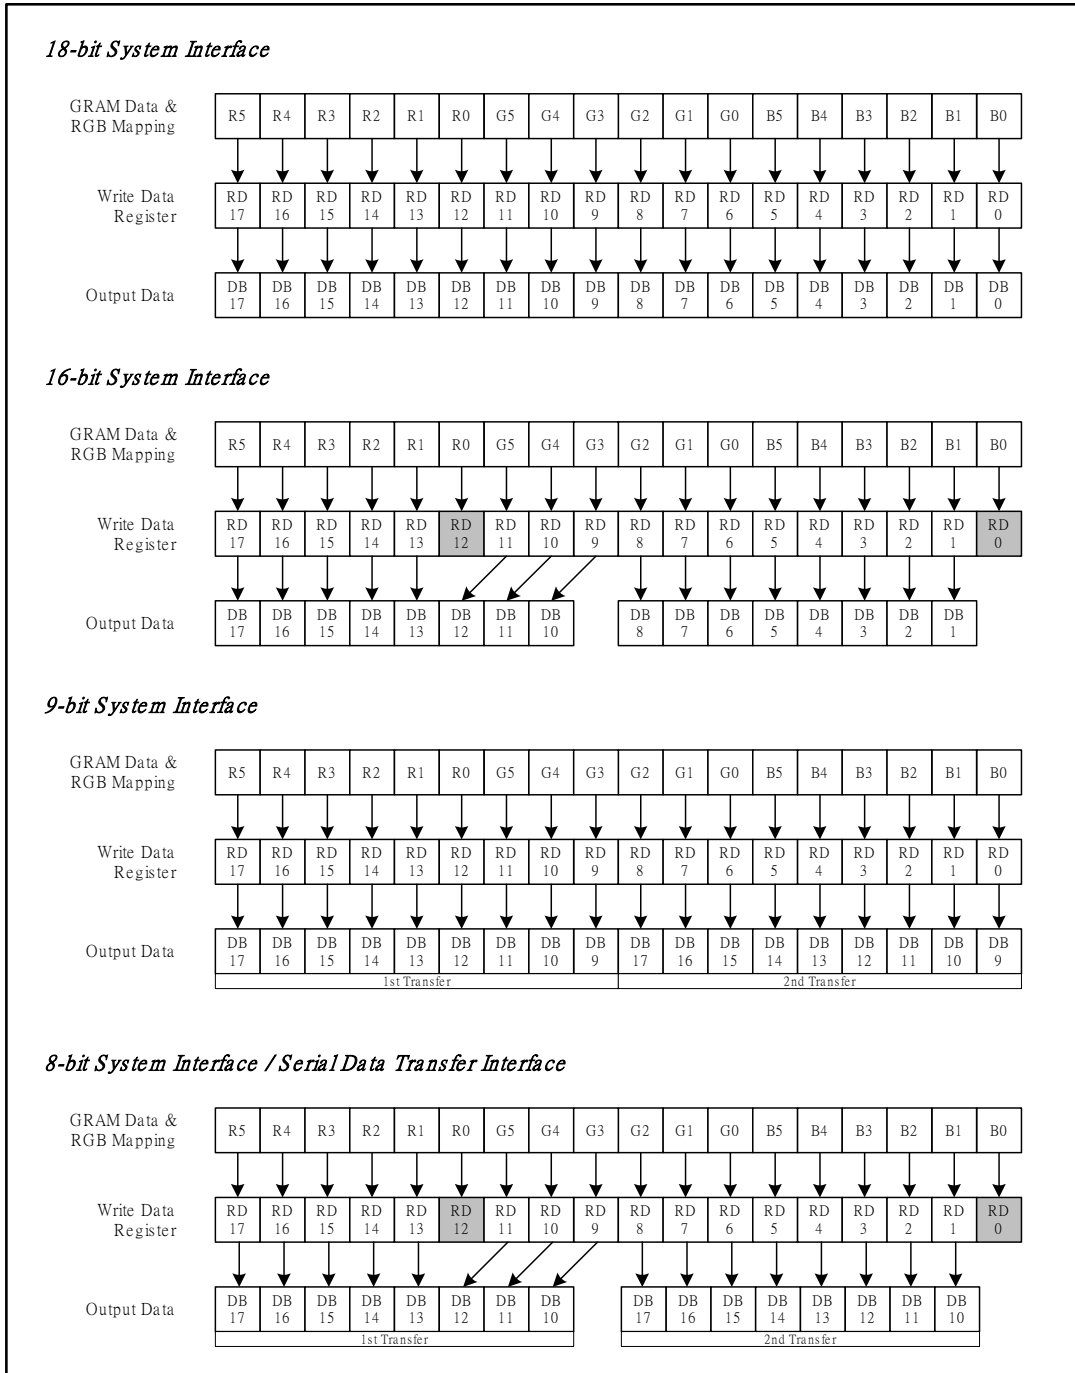 18-bit System Interface
GRAM Data &
RGB Mapping
R5 R4 R3 R2 R1 R0 G5 G4 G3 G2 G1 G0 B5 B4 B3 B2 B1 B0
Write Data
Register
RD RD RD RD RD RD RD RD RD RD RD RD RD RD RD RD RD RD
17 16 15 14 13 12 11 10 9 8 7 6 5 4 3 2 1 0
Output Data
DB DB DB DB DB DB DB DB DB DB DB DB DB DB DB DB DB DB
17 16 15 14 13 12 11 10 9 8 7 6 5 4 3 2 1 0
16-bit System Interface
GRAM Data &
RGB Mapping
R5 R4 R3 R2 R1 R0 G5 G4 G3 G2 G1 G0 B5 B4 B3 B2 B1 B0
Write Data
Register
RD RD RD RD RD RD RD RD RD RD RD RD RD RD RD RD RD RD
17 16 15 14 13 12 11 10 9 8 7 6 5 4 3 2 1 0
Output Data
DB DB DB DB DB DB DB DB DB DB DB DB DB DB DB DB
17 16 15 14 13 12 11 10 8 7 6 5 4 3 2 1
9-bit System Interface
GRAM Data &
RGB Mapping
R5 R4 R3 R2 R1 R0 G5 G4 G3 G2 G1 G0 B5 B4 B3 B2 B1 B0
Write Data
Register
RD RD RD RD RD RD RD RD RD RD RD RD RD RD RD RD RD RD
17 16 15 14 13 12 11 10 9 8 7 6 5 4 3 2 1 0
Output Data
DB DB DB DB DB DB DB DB DB DB DB DB DB DB DB DB DB DB
17 16 15 14 13 12 11 10 9 17 16 15 14 13 12 11 10 9
1st Transfer 2nd Transfer
8-bit System Interface / Serial Data Transfer Interface
GRAM Data &
RGB Mapping
R5 R4 R3 R2 R1 R0 G5 G4 G3 G2 G1 G0 B5 B4 B3 B2 B1 B0
Write Data
Register
RD RD RD RD RD RD RD RD RD RD RD RD RD RD RD RD RD RD
17 16 15 14 13 12 11 10 9 8 7 6 5 4 3 2 1 0
Output Data
DB DB DB DB DB DB DB DB DB DB DB DB DB DB DB DB
17 16 15 14 13 12 11 10 17 16 15 14 13 12 11 10
1st Transfer 2nd Transfer